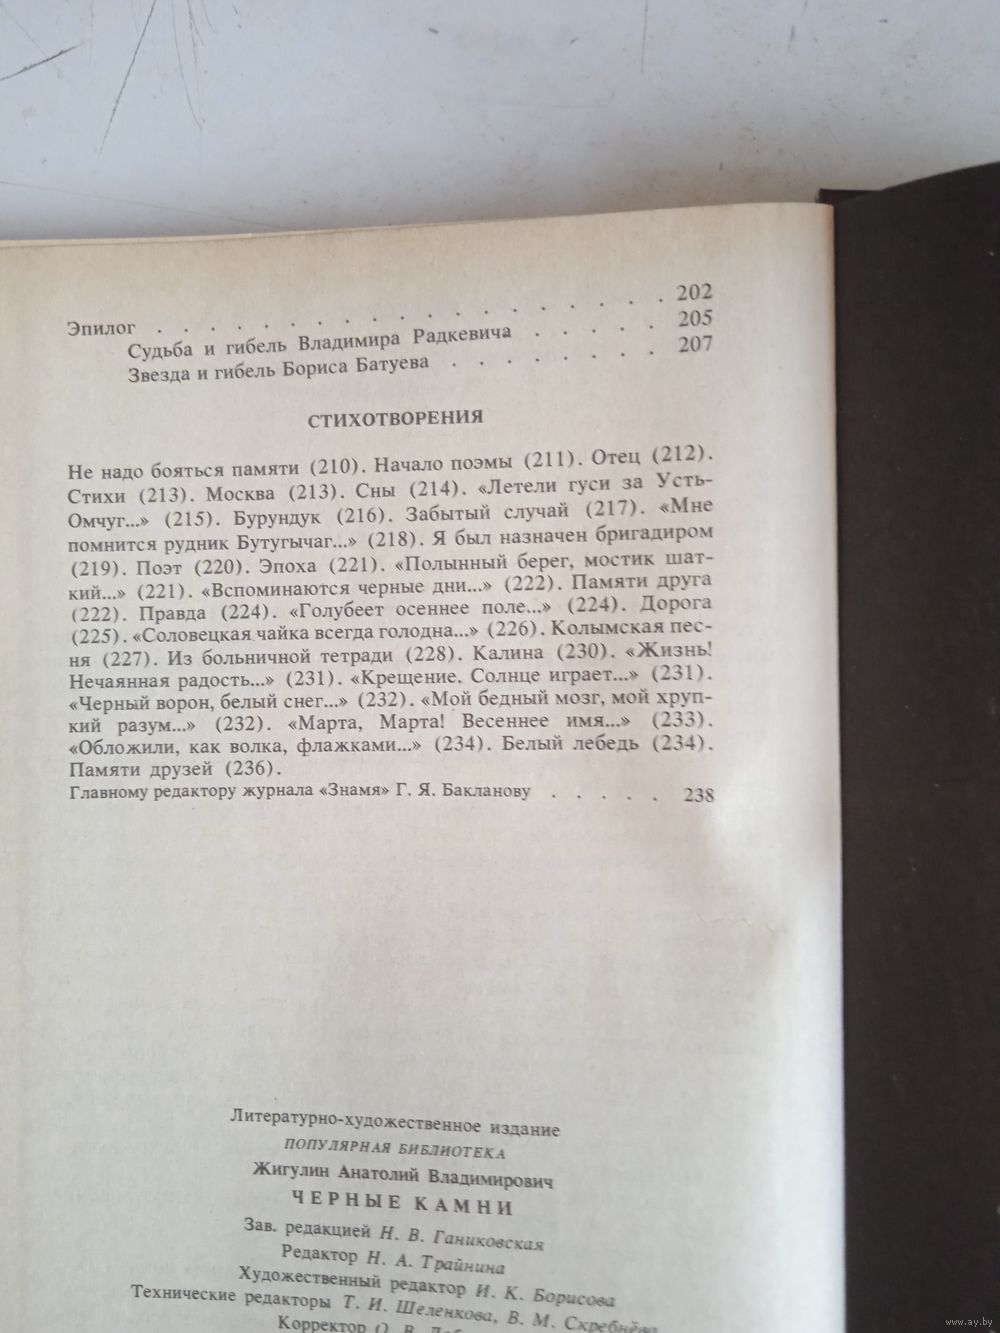 Эпилог . . . . . . . . . . . . . . . . . . . . 202
Судьба и гибель Владимира Радкевича . . . . . 205
Звезда и гибель Бориса Батуева . . . . . . . . 207
СТИХОТВОРЕНИЯ
Не надо бояться памяти (210). Начало поэмы (211). Отец (212).
Стихи (213). Москва (213). Сны (214). «Летели гуси за Усть-
Омчуг...» (215). Бурундук (216). Забытый случай (217). «Мне
помнится рудник Бутугычаг...» (218). Я был назначен бригадиром
(219). Поэт (220). Эпоха (221). «Полынный берег, мостик шат-
кий...» (221). «Вспоминаются черные дни...» (222). Памяти друга
(222). Правда (224). «Голубеет осеннее поле...» (224). Дорога
(225). «Соловецкая чайка всегда голодна...» (226). Колымская пес-
ня (227). Из больничной тетради (228). Калина (230). «Жизнь!
Нечаянная радость...» (231). «Крещение. Солнце играет...» (231).
«Черный ворон, белый снег...» (232). «Мой бедный мозг, мой хруп-
кий разум...» (232). «Марта, Марта! Весеннее имя...» (233).
«Обложили, как волка, флажками...» (234). Белый лебедь (234).
Памяти друзей (236).
Главному редактору журнала «Знамя» Г. Я. Бакланову . . . . . 238
Литературно-художественное издание
ПОПУЛЯРНАЯ БИБЛИОТЕКА
Жигулин Анатолий Владимирович
ЧЕРНЫЕ КАМНИ
Зав. редакцией Н. В. Ганиковская
Редактор Н. А. Трайнина
Художественный редактор И. К. Борисова
Технические редакторы Т. И. Шеленкова, В. М. Скребнёва
Корректор О. В.
www.ay.by